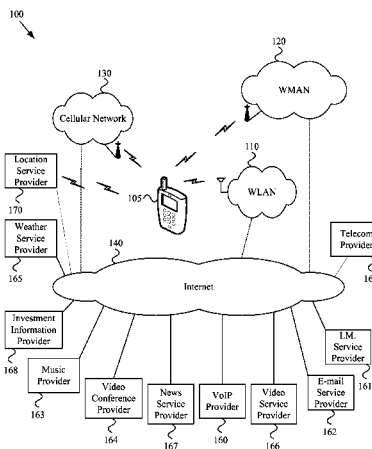 100
120
130
WMAN
Cellular Network
110
Location
Service
Provider
105
WLAN
170
Weather
Service
Provider
140
Telecom
Provider
165
Internet
16
Investment
Information
Provider
I.M.
Service
Provider
168
Music
Provider
161
Video
Conference
Provider
News
Service
Provider
VoIP
Provider
Video
Service
Provider
E-mail
Service
Provider
163
162
164
167
160
166